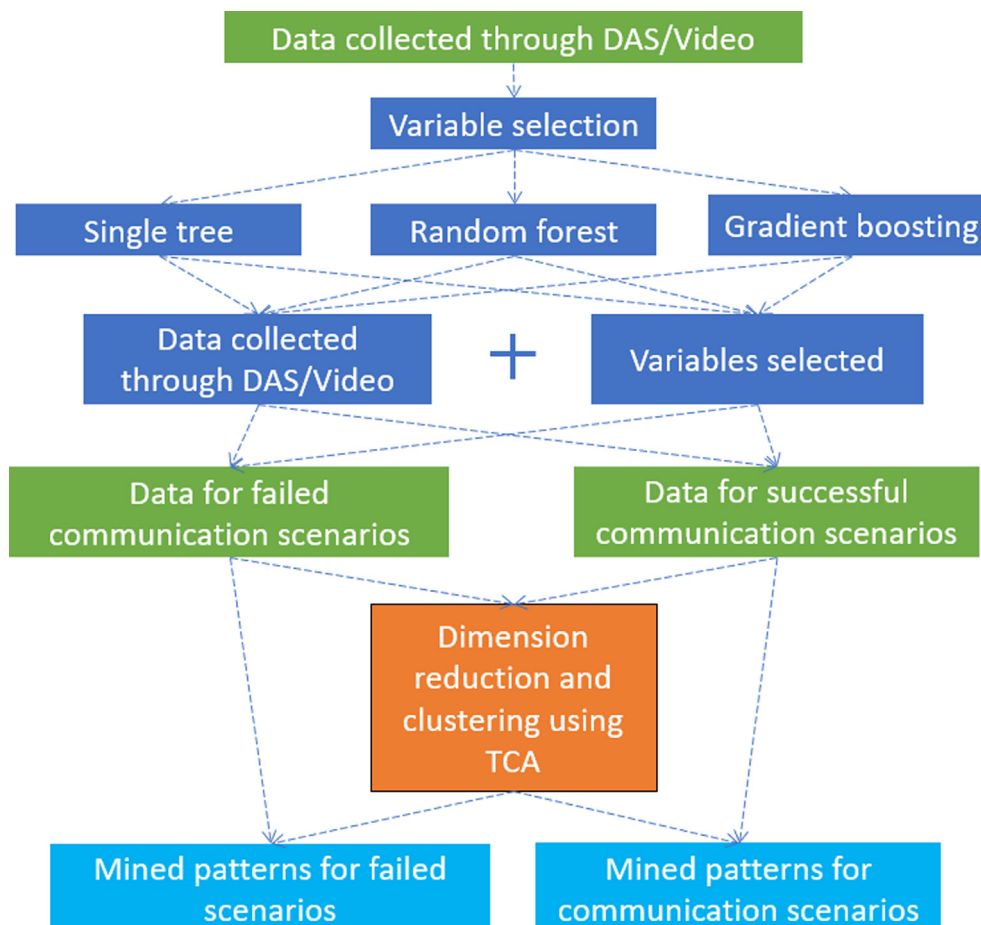 Data collected through DAS/Video
Variable selection
Single tree
Random forest
Gradient boosting
Data collected
through DAS/Video
+
Variables selected
Data for failed
communication scenarios
Data for successful
communication scenarios
Dimension
reduction and
clustering using
TCA
Mined patterns for failed
scenarios
Mined patterns for
communication scenarios